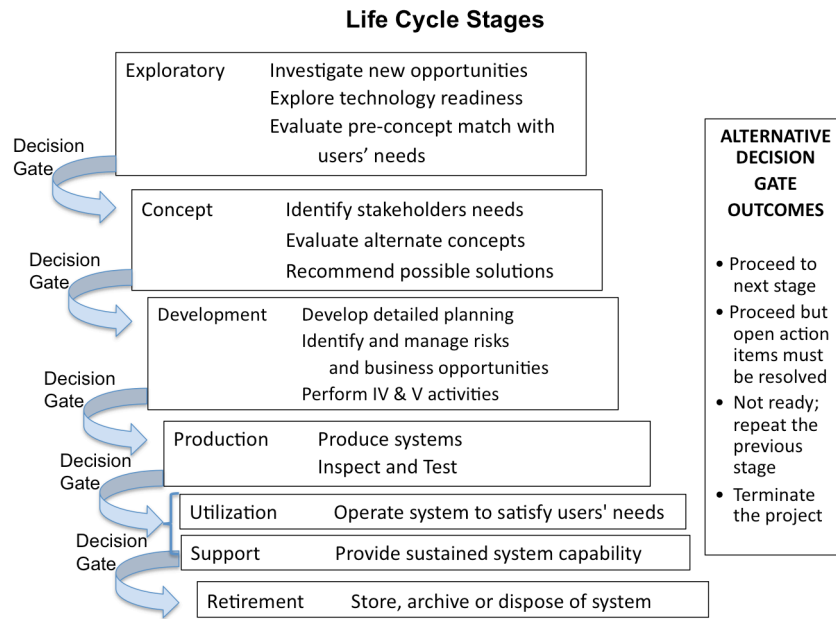 Life Cycle Stages
Exploratory Investigate new opportunities
Explore technology readiness
Evaluate pre-concept match with
users’ needs
Decision
Gate
Concept Identify stakeholders needs
Evaluate alternate concepts
Recommend possible solutions
Decision
Gate
Development Develop detailed planning
Identify and manage risks
and business opportunities
Perform IV & V activities
Decision
Gate
Production Produce systems
Inspect and Test
Decision
Gate
Utilization Operate system to satisfy users' needs
Support Provide sustained system capability
Decision
Gate
Retirement Store, archive or dispose of system
ALTERNATIVE
DECISION
GATE
OUTCOMES
• Proceed to
next stage
• Proceed but
open action
items must
be resolved
• Not ready;
repeat the
previous
stage
• Terminate
the project